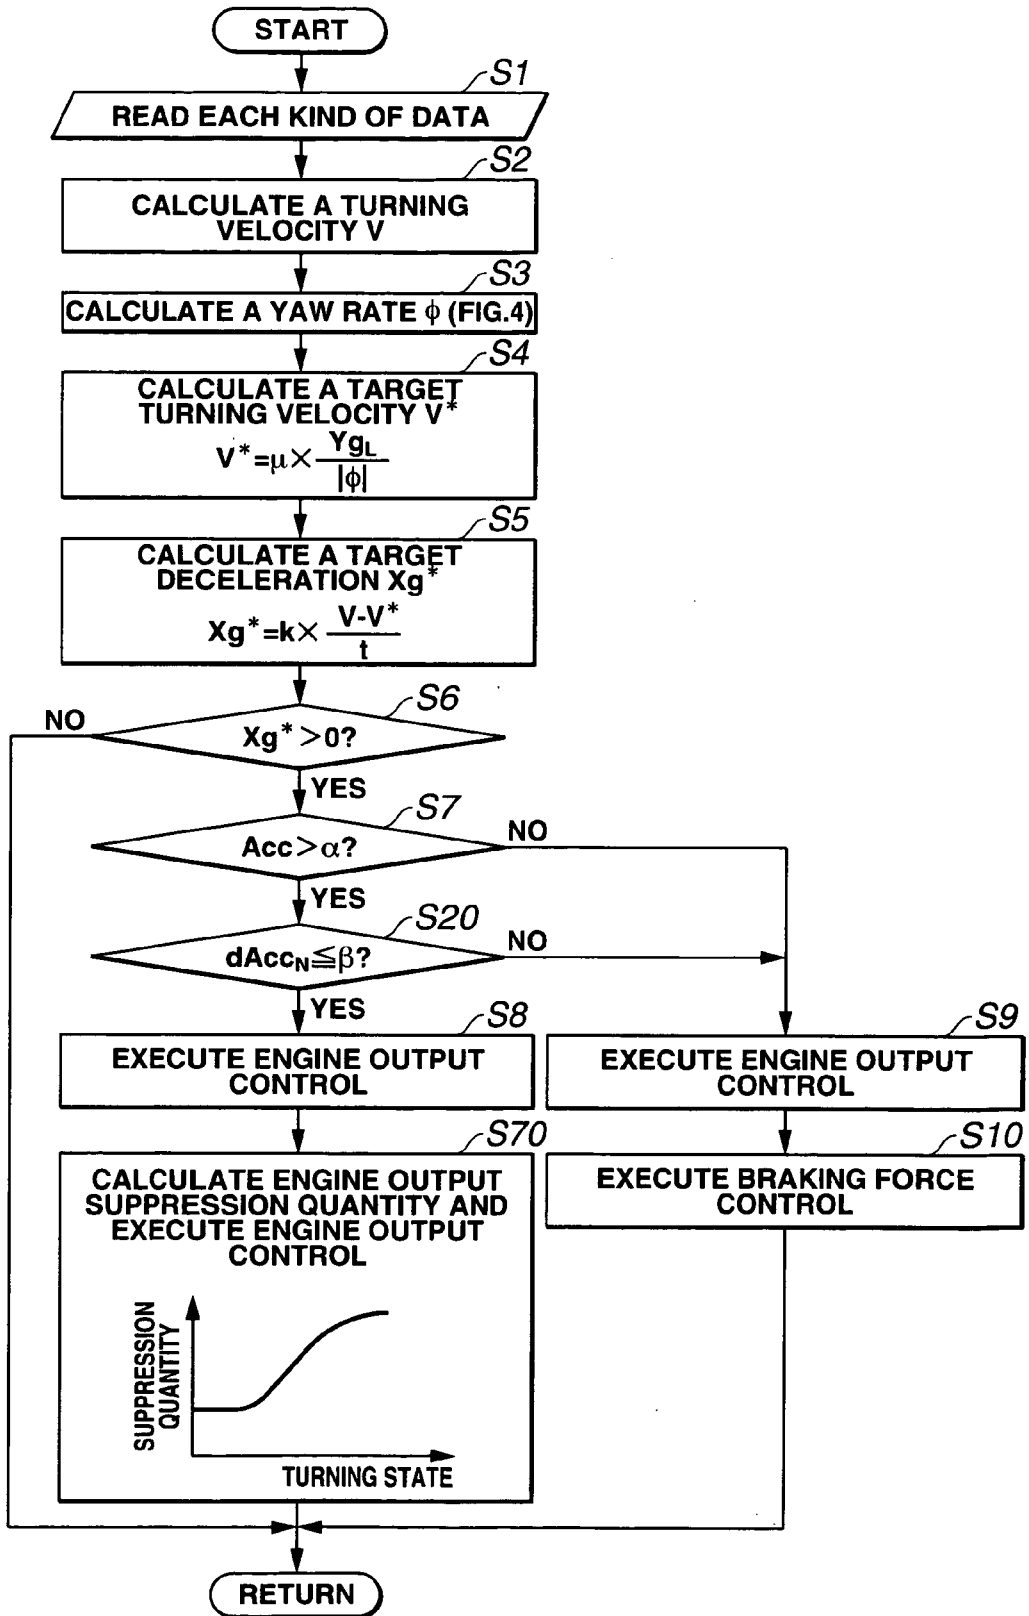 START
S1
READ EACH KIND OF DATA
S2
CALCULATE A TURNING
VELOCITY V
S3
CALCULATE A YAW RATE ϕ (FIG.4)
S4
CALCULATE A TARGET
TURNING VELOCITY V*
V*=μ× YgL / |ϕ|
S5
CALCULATE A TARGET
DECELERATION Xg*
Xg*=k× V-V* / t
S6
NO
Xg*>0?
YES
S7
NO
Acc>α?
YES
S20
NO
dAccN≦β?
YES
S8
EXECUTE ENGINE OUTPUT
CONTROL
S9
EXECUTE ENGINE OUTPUT
CONTROL
S70
CALCULATE ENGINE OUTPUT
SUPPRESSION QUANTITY AND
EXECUTE ENGINE OUTPUT
CONTROL
SUPPRESSION
QUANTITY
TURNING STATE
S10
EXECUTE BRAKING FORCE
CONTROL
RETURN